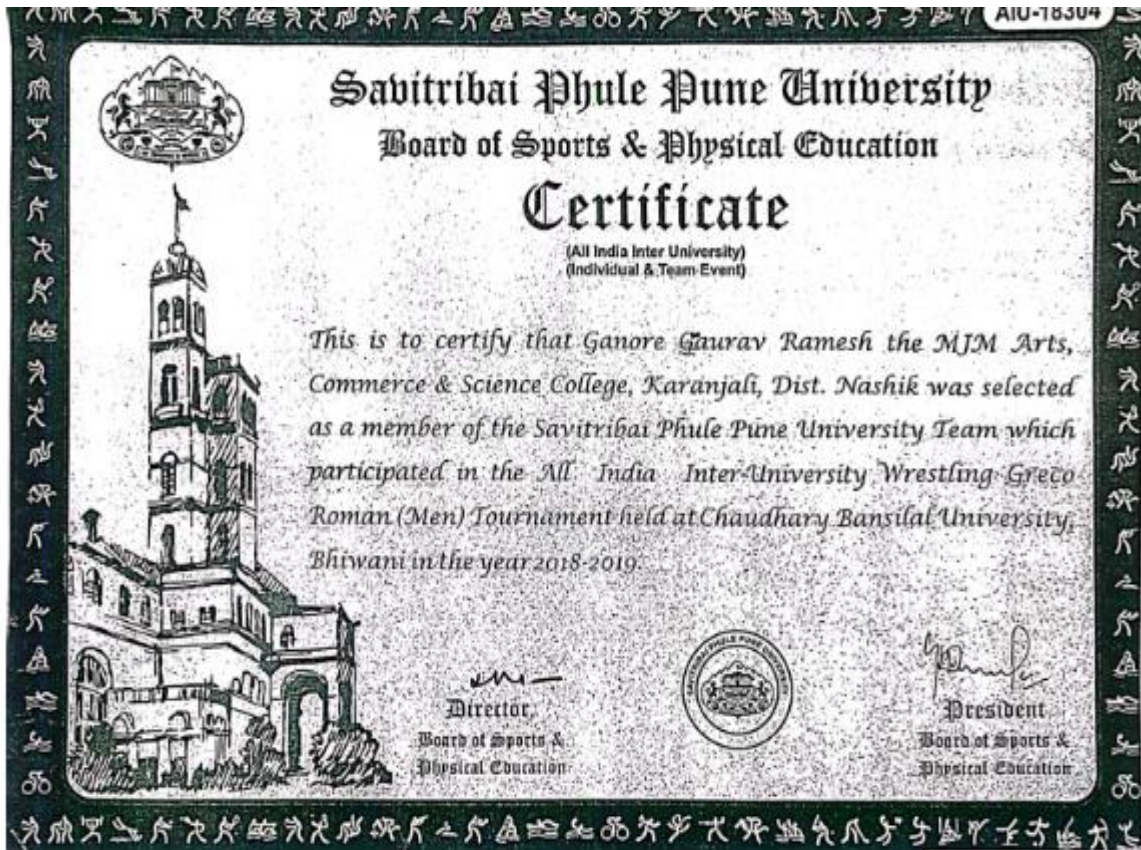 AIU-18304
Savitribai Phule Pune University
Board of Sports & Physical Education
Certificate
(All India Inter University)
(Individual & Team Event)
This is to certify that Ganore Gaurav Ramesh the MJM Arts,
Commerce & Science College, Karanjali, Dist. Nashik was selected
as a member of the Savitribai Phule Pune University Team which
participated in the All India Inter-University Wrestling Greco
Roman (Men) Tournament held at Chaudhary Bansilal University,
Bhiwani in the year 2018-2019.
SAVITRIBAI PHULE PUNE UNIVERSITY
Director,
Board of Sports &
Physical Education
President
Board of Sports &
Physical Education